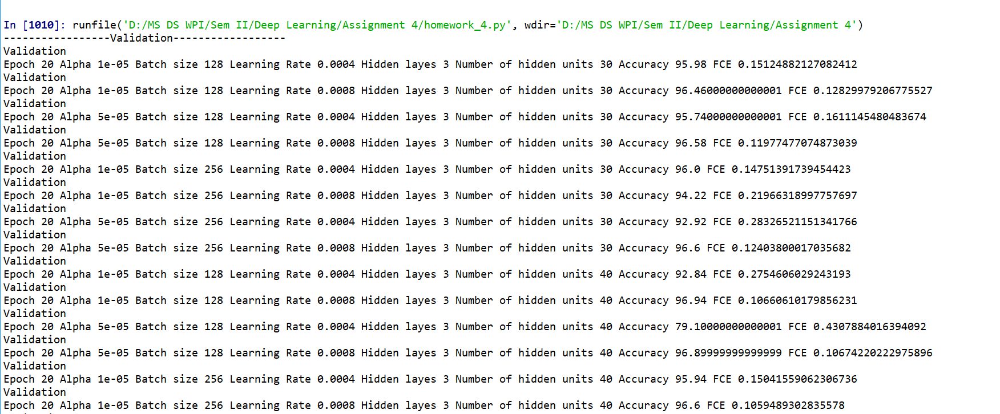 In [1010]: runfile('D:/MS DS WPI/Sem II/Deep Learning/Assignment 4/homework_4.py', wdir='D:/MS DS WPI/Sem II/Deep Learning/Assignment 4')
-----------------Validation------------------
Validation
Epoch 20 Alpha 1e-05 Batch size 128 Learning Rate 0.0004 Hidden layes 3 Number of hidden units 30 Accuracy 95.98 FCE 0.15124882127082412
Validation
Epoch 20 Alpha 1e-05 Batch size 128 Learning Rate 0.0008 Hidden layes 3 Number of hidden units 30 Accuracy 96.46000000000001 FCE 0.12829979206775527
Validation
Epoch 20 Alpha 5e-05 Batch size 128 Learning Rate 0.0004 Hidden layes 3 Number of hidden units 30 Accuracy 95.74000000000001 FCE 0.1611145480483674
Validation
Epoch 20 Alpha 5e-05 Batch size 128 Learning Rate 0.0008 Hidden layes 3 Number of hidden units 30 Accuracy 96.58 FCE 0.11977477074873039
Validation
Epoch 20 Alpha 1e-05 Batch size 256 Learning Rate 0.0004 Hidden layes 3 Number of hidden units 30 Accuracy 96.0 FCE 0.14751391739454423
Validation
Epoch 20 Alpha 1e-05 Batch size 256 Learning Rate 0.0008 Hidden layes 3 Number of hidden units 30 Accuracy 94.22 FCE 0.21966318997757697
Validation
Epoch 20 Alpha 5e-05 Batch size 256 Learning Rate 0.0004 Hidden layes 3 Number of hidden units 30 Accuracy 92.92 FCE 0.28326521151341766
Validation
Epoch 20 Alpha 5e-05 Batch size 256 Learning Rate 0.0008 Hidden layes 3 Number of hidden units 30 Accuracy 96.6 FCE 0.12403800017035682
Validation
Epoch 20 Alpha 1e-05 Batch size 128 Learning Rate 0.0004 Hidden layes 3 Number of hidden units 40 Accuracy 92.84 FCE 0.2754606029243193
Validation
Epoch 20 Alpha 1e-05 Batch size 128 Learning Rate 0.0008 Hidden layes 3 Number of hidden units 40 Accuracy 96.94 FCE 0.10660610179856231
Validation
Epoch 20 Alpha 5e-05 Batch size 128 Learning Rate 0.0004 Hidden layes 3 Number of hidden units 40 Accuracy 79.10000000000001 FCE 0.4307884016394092
Validation
Epoch 20 Alpha 5e-05 Batch size 128 Learning Rate 0.0008 Hidden layes 3 Number of hidden units 40 Accuracy 96.89999999999999 FCE 0.10674220222975896
Validation
Epoch 20 Alpha 1e-05 Batch size 256 Learning Rate 0.0004 Hidden layes 3 Number of hidden units 40 Accuracy 95.94 FCE 0.15041559062306736
Validation
Epoch 20 Alpha 1e-05 Batch size 256 Learning Rate 0.0008 Hidden layes 3 Number of hidden units 40 Accuracy 96.6 FCE 0.1059489302835578